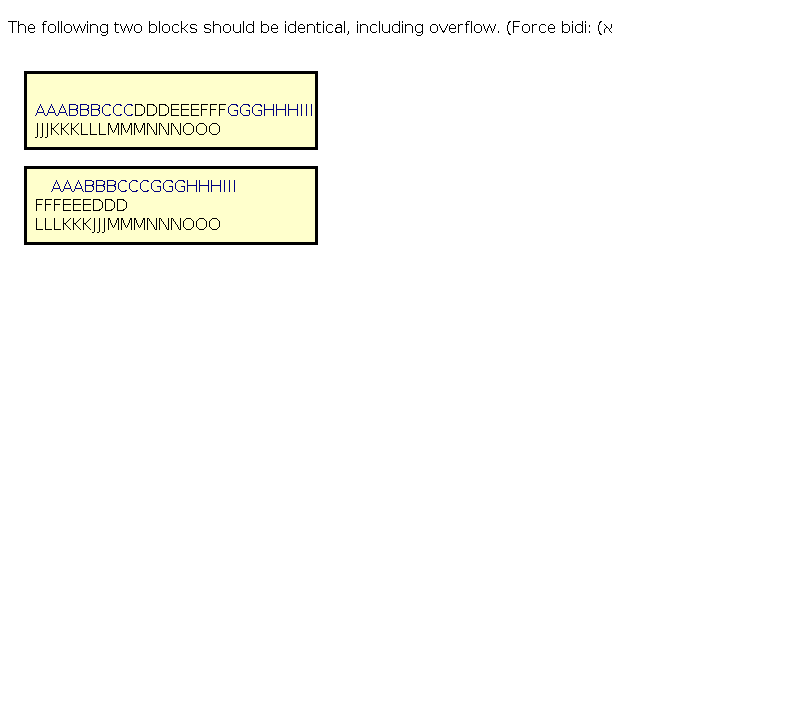 The following two blocks should be identical, including overflow. (Force bidi: (א
AAABBBCCCDDDEEEFFFGGGHHHIII
JJJKKKLLLMMMNNNOOO
AAABBBCCCGGGHHHIII
FFFEEEDDD
LLLKKKJJJMMMNNNOOO